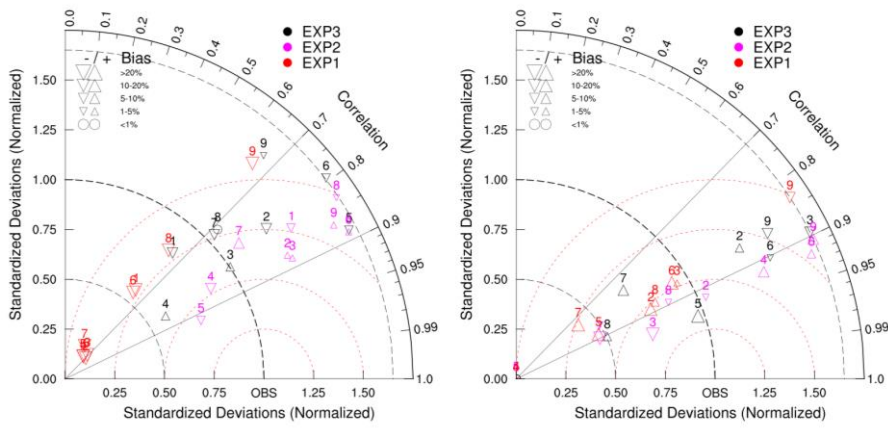 0.0 0.1 0.2 0.3 0.4 0.5 0.6 0.7 0.8 0.9 0.95 0.99 1.0
Correlation
EXP3
EXP2
EXP1
- / + Bias
>20%
10-20%
5-10%
1-5%
<1%
Standardized Deviations (Normalized)
1.50
1.25
1.00
0.75
0.50
0.25
0.00
9 9 6 8
9 5
8 7 8 2 1
1 7 2 3
3
6 4 4
4 5
7
0.25 0.50 0.75 OBS 1.25 1.50
Standardized Deviations (Normalized)
0.0 0.1 0.2 0.3 0.4 0.5 0.6 0.7 0.8 0.9 0.95 0.99 1.0
Correlation
EXP3
EXP2
EXP1
- / + Bias
>20%
10-20%
5-10%
1-5%
<1%
Standardized Deviations (Normalized)
1.50
1.25
1.00
0.75
0.50
0.25
0.00
9
9 3 9
2 6
7 6 3 4
2 8 8 2
7 5 8 3 5
4
0.25 0.50 0.75 OBS 1.25 1.50
Standardized Deviations (Normalized)